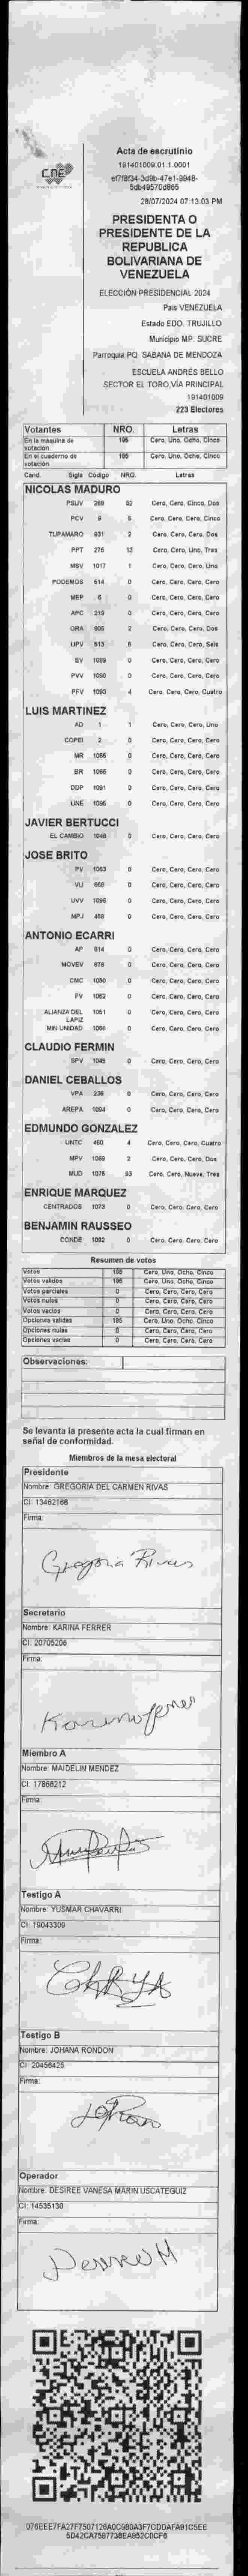 CNE
Acta de escrutinio
191401009.01.1.0001
ef7f8f34-3d9b-47e1-9948-
5db49570d865
28/07/2024 07:13:03 PM
PRESIDENTA O
PRESIDENTE DE LA
REPUBLICA
BOLIVARIANA DE
VENEZUELA
ELECCIÓN PRESIDENCIAL 2024
Pais VENEZUELA
Estado EDO. TRUJILLO
Municipio MP. SUCRE
Parroquia PQ. SABANA DE MENDOZA
ESCUELA ANDRÉS BELLO
SECTOR EL TORO,VÍA PRINCIPAL
191401009
223 Electores
Votantes NRO. Letras
En la maquina de votación 185 Cero, Uno, Ocho, Cinco
En el cuaderno de votación 185 Cero, Uno, Ocho, Cinco
Cand. Sigla Código NRO. Letras
NICOLAS MADURO
PSUV 269 52 Cero, Cero, Cinco, Dos
PCV 9 5 Cero, Cero, Cero, Cinco
TUPAMARO 931 2 Cero, Cero, Cero, Dos
PPT 276 13 Cero, Cero, Uno, Tres
MSV 1017 1 Cero, Cero, Cero, Uno
PODEMOS 614 0 Cero, Cero, Cero, Cero
MEP 6 0 Cero, Cero, Cero, Cero
APC 219 0 Cero, Cero, Cero, Cero
ORA 905 2 Cero, Cero, Cero, Dos
UPV 513 6 Cero, Cero, Cero, Seis
EV 1089 0 Cero, Cero, Cero, Cero
PVV 1090 0 Cero, Cero, Cero, Cero
PFV 1093 4 Cero, Cero, Cero, Cuatro
LUIS MARTINEZ
AD 1 1 Cero, Cero, Cero, Uno
COPEI 2 0 Cero, Cero, Cero, Cero
MR 1055 0 Cero, Cero, Cero, Cero
BR 1065 0 Cero, Cero, Cero, Cero
DDP 1091 0 Cero, Cero, Cero, Cero
UNE 1095 0 Cero, Cero, Cero, Cero
JAVIER BERTUCCI
EL CAMBIO 1048 0 Cero, Cero, Cero, Cero
JOSE BRITO
PV 1053 0 Cero, Cero, Cero, Cero
VU 868 0 Cero, Cero, Cero, Cero
UVV 1096 0 Cero, Cero, Cero, Cero
MPJ 458 0 Cero, Cero, Cero, Cero
ANTONIO ECARRI
AP 914 0 Cero, Cero, Cero, Cero
MOVEV 978 0 Cero, Cero, Cero, Cero
CMC 1050 0 Cero, Cero, Cero, Cero
FV 1062 0 Cero, Cero, Cero, Cero
ALIANZA DEL LAPIZ 1051 0 Cero, Cero, Cero, Cero
MIN UNIDAD 1068 0 Cero, Cero, Cero, Cero
CLAUDIO FERMIN
SPV 1049 0 Cero, Cero, Cero, Cero
DANIEL CEBALLOS
VPA 236 0 Cero, Cero, Cero, Cero
AREPA 1094 0 Cero, Cero, Cero, Cero
EDMUNDO GONZALEZ
UNTC 460 4 Cero, Cero, Cero, Cuatro
MPV 1069 2 Cero, Cero, Cero, Dos
MUD 1075 93 Cero, Cero, Nueve, Tres
ENRIQUE MARQUEZ
CENTRADOS 1073 0 Cero, Cero, Cero, Cero
BENJAMIN RAUSSEO
CONDE 1092 0 Cero, Cero, Cero, Cero
Resumen de votos
Votos 185 Cero, Uno, Ocho, Cinco
Votos validos 185 Cero, Uno, Ocho, Cinco
Votos parciales 0 Cero, Cero, Cero, Cero
Votos nulos 0 Cero, Cero, Cero, Cero
Votos vacios 0 Cero, Cero, Cero, Cero
Opciones validas 185 Cero, Uno, Ocho, Cinco
Opciones nulas 0 Cero, Cero, Cero, Cero
Opciones vacias 0 Cero, Cero, Cero, Cero
Observaciones:
Se levanta la presente acta la cual firman en
señal de conformidad.
Miembros de la mesa electoral
Presidente
Nombre: GREGORIA DEL CARMEN RIVAS
CI: 13462166
Firma:
Gregoria Rivas
Secretario
Nombre: KARINA FERRER
CI: 20705206
Firma:
Karina ferrer
Miembro A
Nombre: MAIDELIN MENDEZ
CI: 17866212
Firma:
Testigo A
Nombre: YUSMAR CHAVARRI
CI: 19043309
Firma:
Testigo B
Nombre: JOHANA RONDON
CI: 20456425
Firma:
Operador
Nombre: DESIREE VANESA MARIN USCATEGUIZ
CI: 14535130
Firma:
Desiree M
076EEE7FA27F7507126A0C980A3F7CDDAFA91C5EE
5D42CA7597738EA952C0CF6